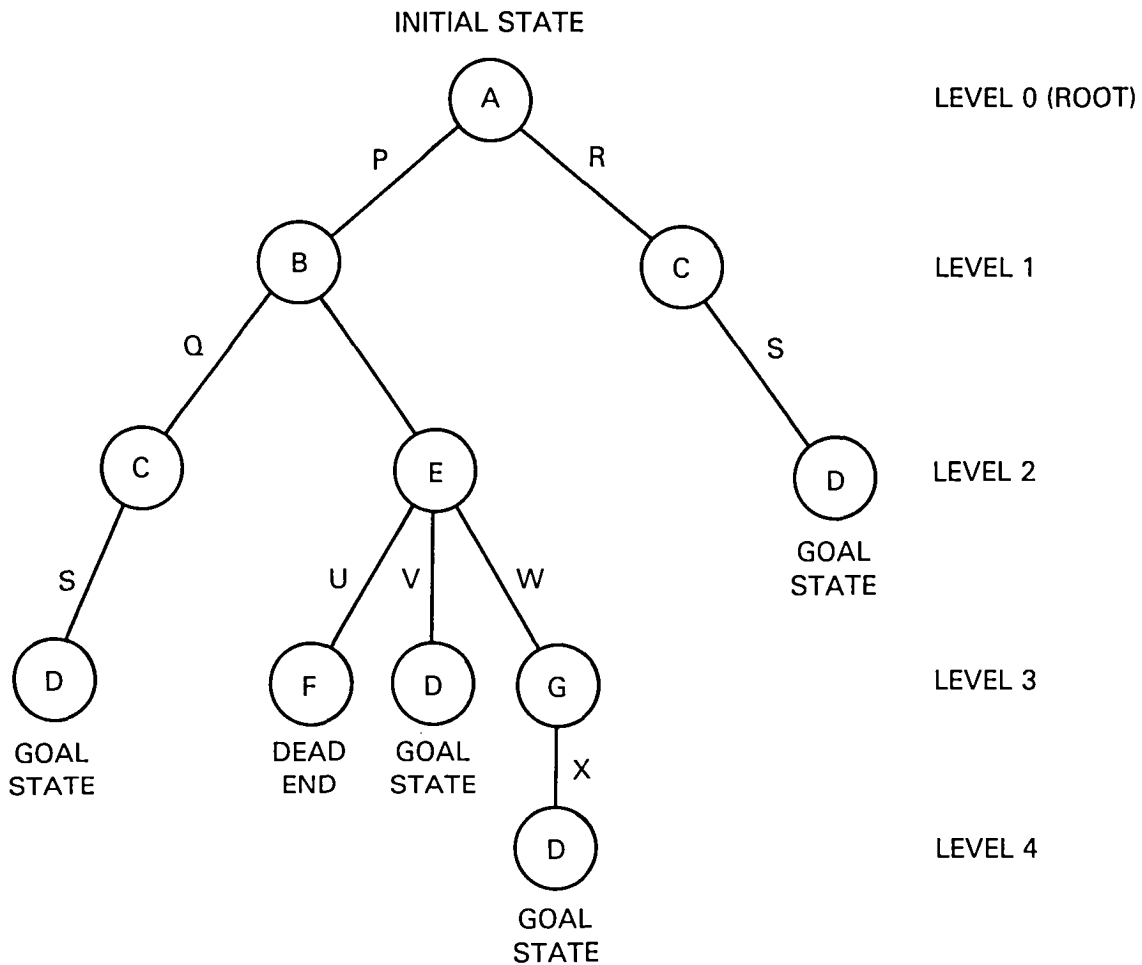 INITIAL STATE
A
LEVEL 0 (ROOT)
P
R
B
C
LEVEL 1
Q
S
C
E
D
LEVEL 2
GOAL
STATE
S
U
V
W
D
F
D
G
LEVEL 3
GOAL
STATE
DEAD
END
GOAL
STATE
X
D
LEVEL 4
GOAL
STATE